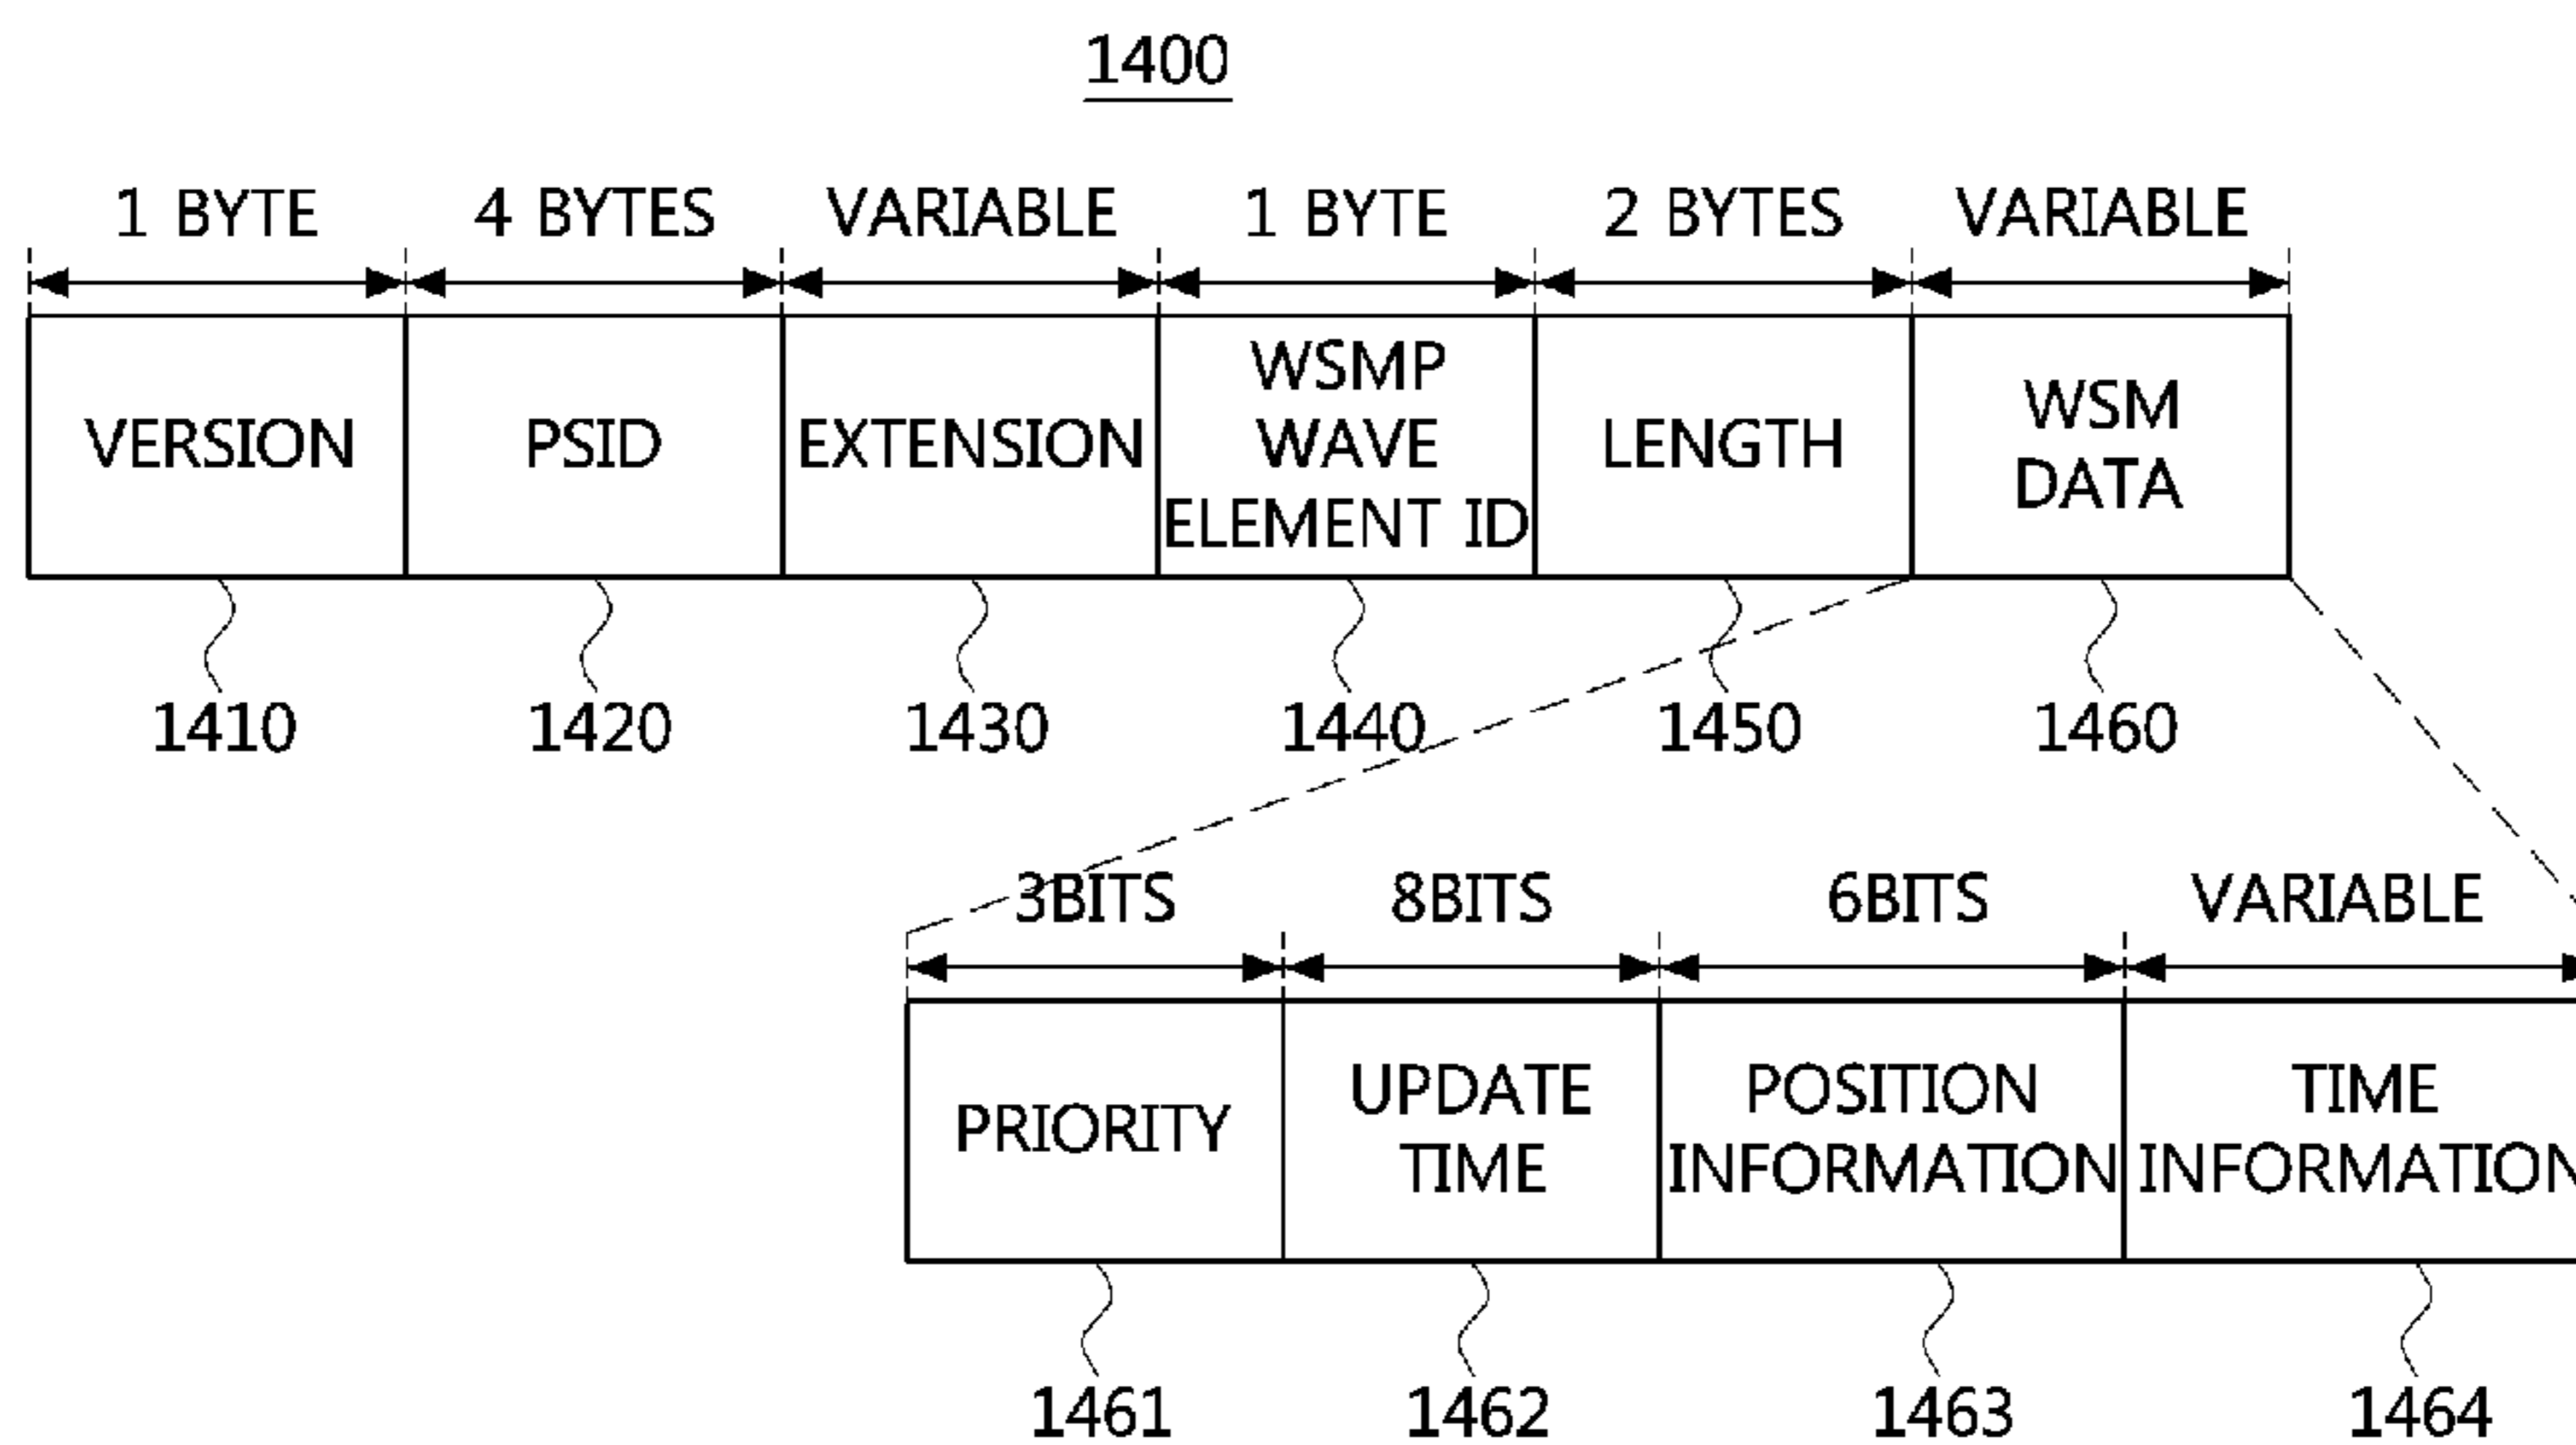 1400
1 BYTE 4 BYTES VARIABLE 1 BYTE 2 BYTES VARIABLE
VERSION PSID EXTENSION WSMP WAVE ELEMENT ID LENGTH WSM DATA
1410 1420 1430 1440 1450 1460
3BITS 8BITS 6BITS VARIABLE
PRIORITY UPDATE TIME POSITION INFORMATION TIME INFORMATION
1461 1462 1463 1464